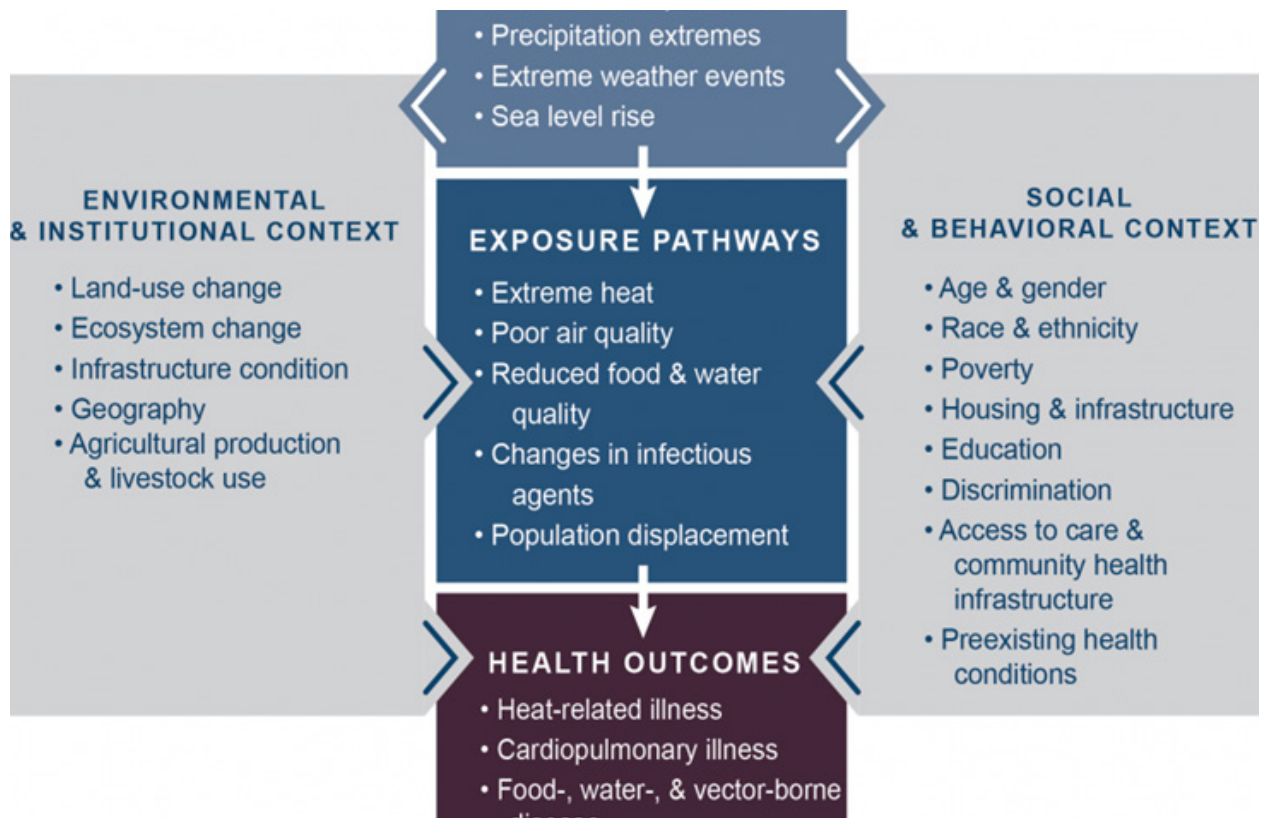 • Precipitation extremes
• Extreme weather events
• Sea level rise
ENVIRONMENTAL
& INSTITUTIONAL CONTEXT
• Land-use change
• Ecosystem change
• Infrastructure condition
• Geography
• Agricultural production
& livestock use
EXPOSURE PATHWAYS
• Extreme heat
• Poor air quality
• Reduced food & water
quality
• Changes in infectious
agents
• Population displacement
SOCIAL
& BEHAVIORAL CONTEXT
• Age & gender
• Race & ethnicity
• Poverty
• Housing & infrastructure
• Education
• Discrimination
• Access to care &
community health
infrastructure
• Preexisting health
conditions
HEALTH OUTCOMES
• Heat-related illness
• Cardiopulmonary illness
• Food-, water-, & vector-borne